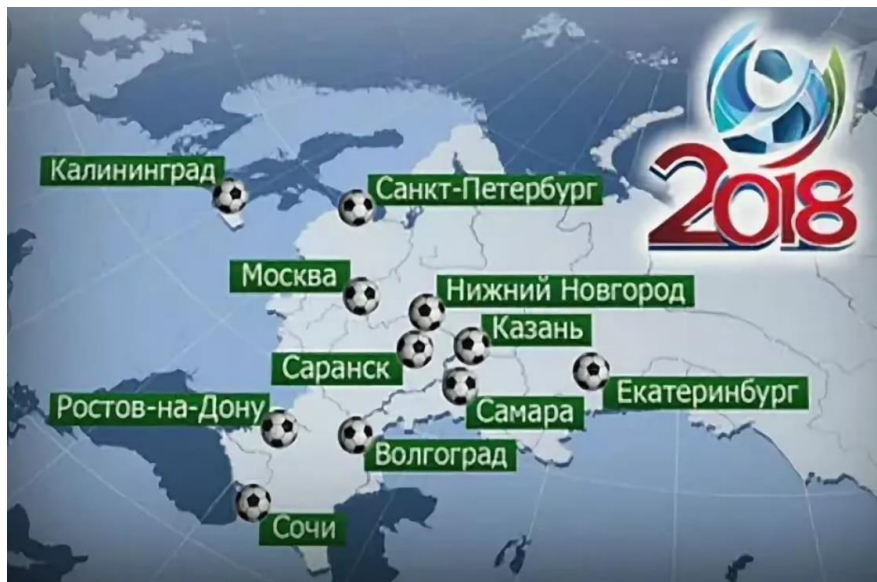 2018
Калининград
Санкт-Петербург
Москва
Нижний Новгород
Казань
Саранск
Екатеринбург
Ростов-на-Дону
Самара
Волгоград
Сочи